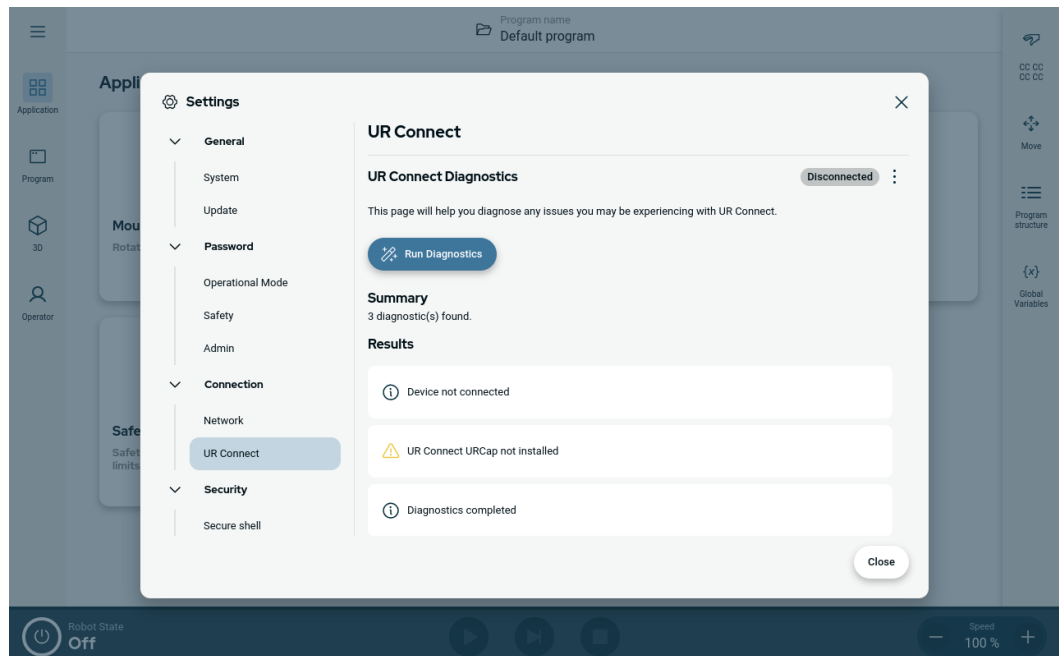 Program name
Default program
Application
Program
3D
Operator
Appli
Mou
Rotat
Safe
Safet
limits
Settings
General
System
Update
Password
Operational Mode
Safety
Admin
Connection
Network
UR Connect
Security
Secure shell
UR Connect
UR Connect Diagnostics
Disconnected
This page will help you diagnose any issues you may be experiencing with UR Connect.
Run Diagnostics
Summary
3 diagnostic(s) found.
Results
Device not connected
UR Connect URCap not installed
Diagnostics completed
Close
CC CC
CC CC
Move
Program
structure
{x}
Global
Variables
Robot State
Off
Speed
100 %